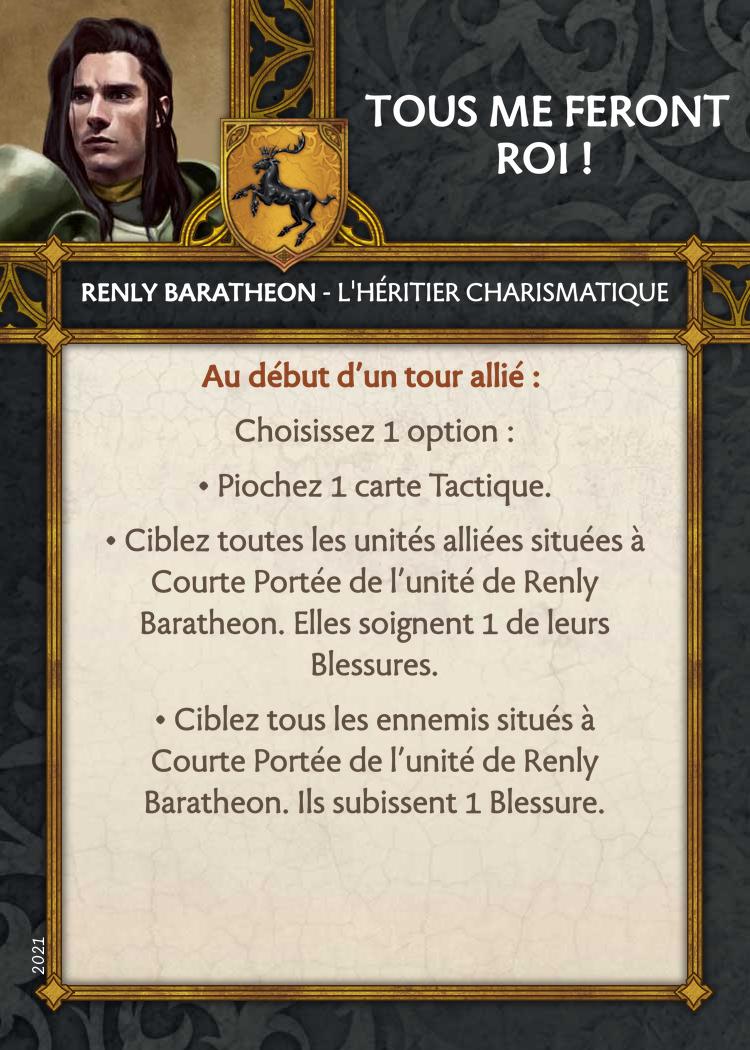 TOUS ME FERONT
ROI !
RENLY BARATHEON - L'HÉRITIER CHARISMATIQUE
Au début d’un tour allié :
Choisissez 1 option :
• Piochez 1 carte Tactique.
• Ciblez toutes les unités alliées situées à
Courte Portée de l’unité de Renly
Baratheon. Elles soignent 1 de leurs
Blessures.
• Ciblez tous les ennemis situés à
Courte Portée de l’unité de Renly
Baratheon. Ils subissent 1 Blessure.
2021